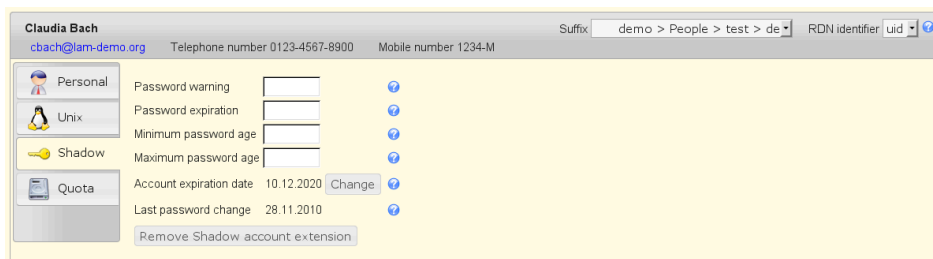 Claudia Bach
Suffix demo > People > test > de RDN identifier uid
cbach@lam-demo.org Telephone number 0123-4567-8900 Mobile number 1234-M
Personal
Unix
Shadow
Quota
Password warning
Password expiration
Minimum password age
Maximum password age
Account expiration date 10.12.2020 Change
Last password change 28.11.2010
Remove Shadow account extension